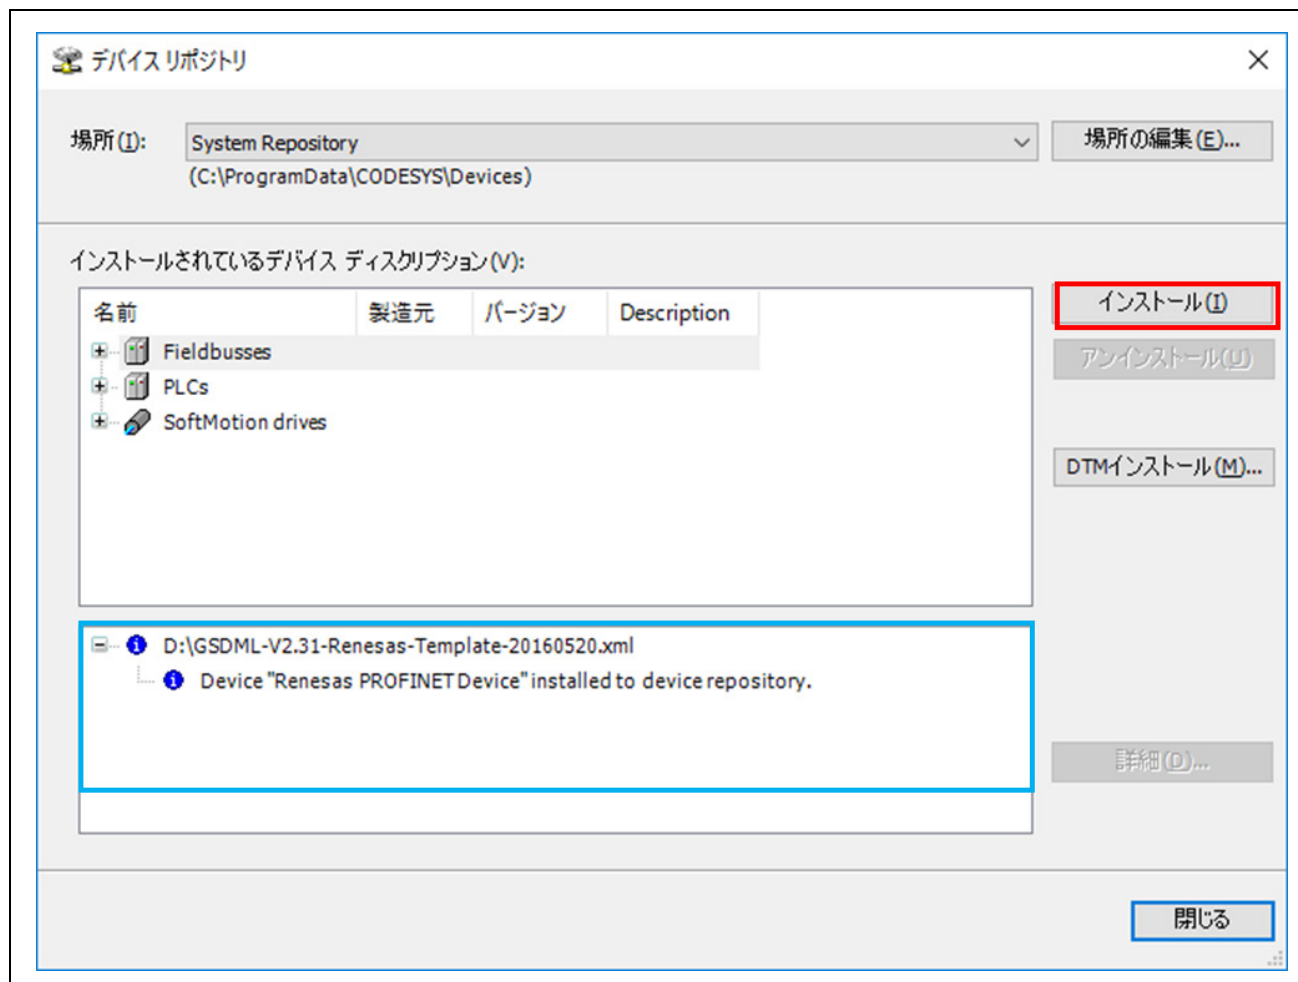 デバイス リポジトリ
場所(I):
System Repository
場所の編集(E)...
(C:\ProgramData\CODESYS\Devices)
インストールされているデバイス ディスクリプション(V):
名前 製造元 バージョン Description
インストール(I)
Fieldbusses
アンインストール(U)
PLCs
SoftMotion drives
DTMインストール(M)...
D:\GSDML-V2.31-Renesas-Template-20160520.xml
Device "Renesas PROFINET Device" installed to device repository.
詳細(D)...
閉じる